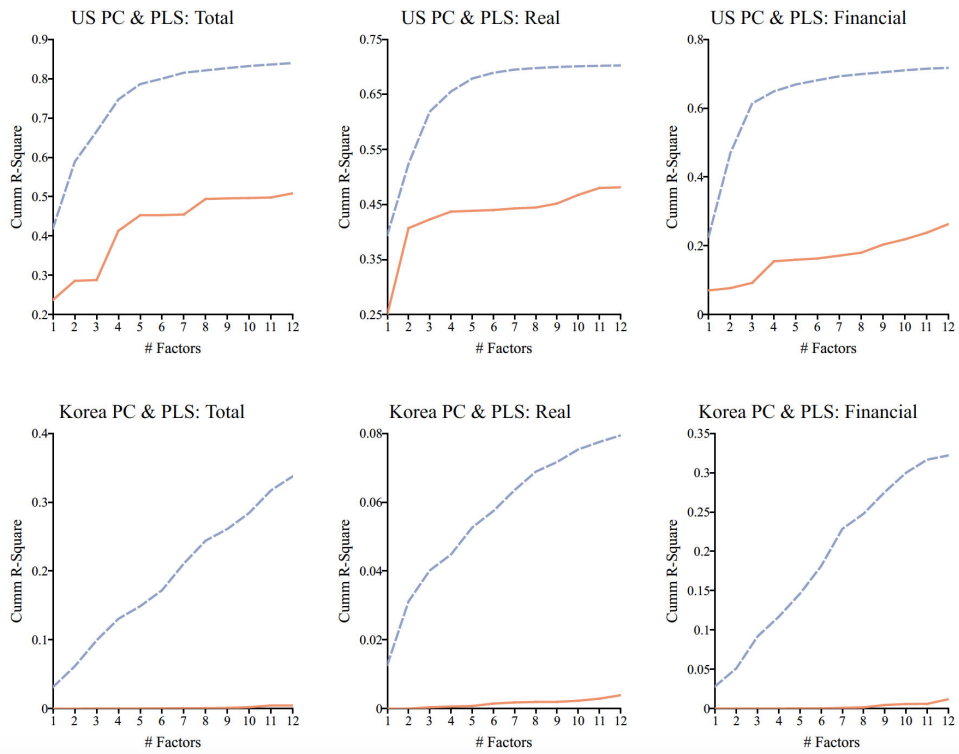 US PC & PLS: Total
Cumm R-Square
0.9
0.8
0.7
0.6
0.5
0.4
0.3
0.2
1 2 3 4 5 6 7 8 9 10 11 12
# Factors
US PC & PLS: Real
Cumm R-Square
0.75
0.65
0.55
0.45
0.35
0.25
1 2 3 4 5 6 7 8 9 10 11 12
# Factors
US PC & PLS: Financial
Cumm R-Square
0.8
0.6
0.4
0.2
0
1 2 3 4 5 6 7 8 9 10 11 12
# Factors
Korea PC & PLS: Total
Cumm R-Square
0.4
0.3
0.2
0.1
0
1 2 3 4 5 6 7 8 9 10 11 12
# Factors
Korea PC & PLS: Real
Cumm R-Square
0.08
0.06
0.04
0.02
0
1 2 3 4 5 6 7 8 9 10 11 12
# Factors
Korea PC & PLS: Financial
Cumm R-Square
0.35
0.3
0.25
0.2
0.15
0.1
0.05
0
1 2 3 4 5 6 7 8 9 10 11 12
# Factors